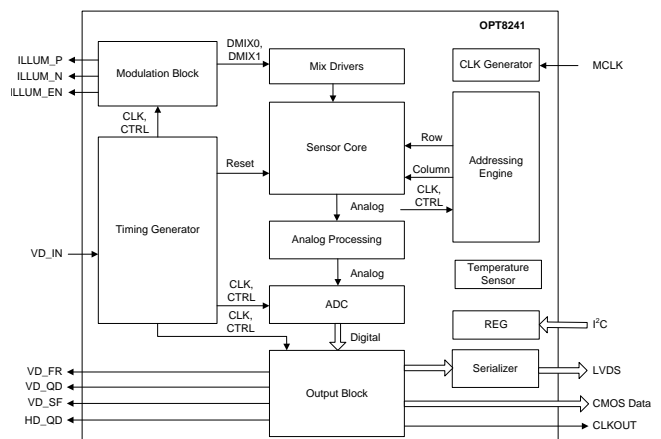 OPT8241
DMIX0,
DMIX1
ILLUM_P
ILLUM_N
ILLUM_EN
Modulation Block
Mix Drivers
CLK Generator
MCLK
CLK,
CTRL
Row
Sensor Core
Addressing
Engine
Reset
Column
CLK,
CTRL
Analog
Timing Generator
Analog Processing
VD_IN
Analog
Temperature
Sensor
CLK,
CTRL
CLK,
CTRL
ADC
REG
I²C
Digital
VD_FR
VD_QD
VD_SF
HD_QD
Output Block
Serializer
LVDS
CMOS Data
CLKOUT